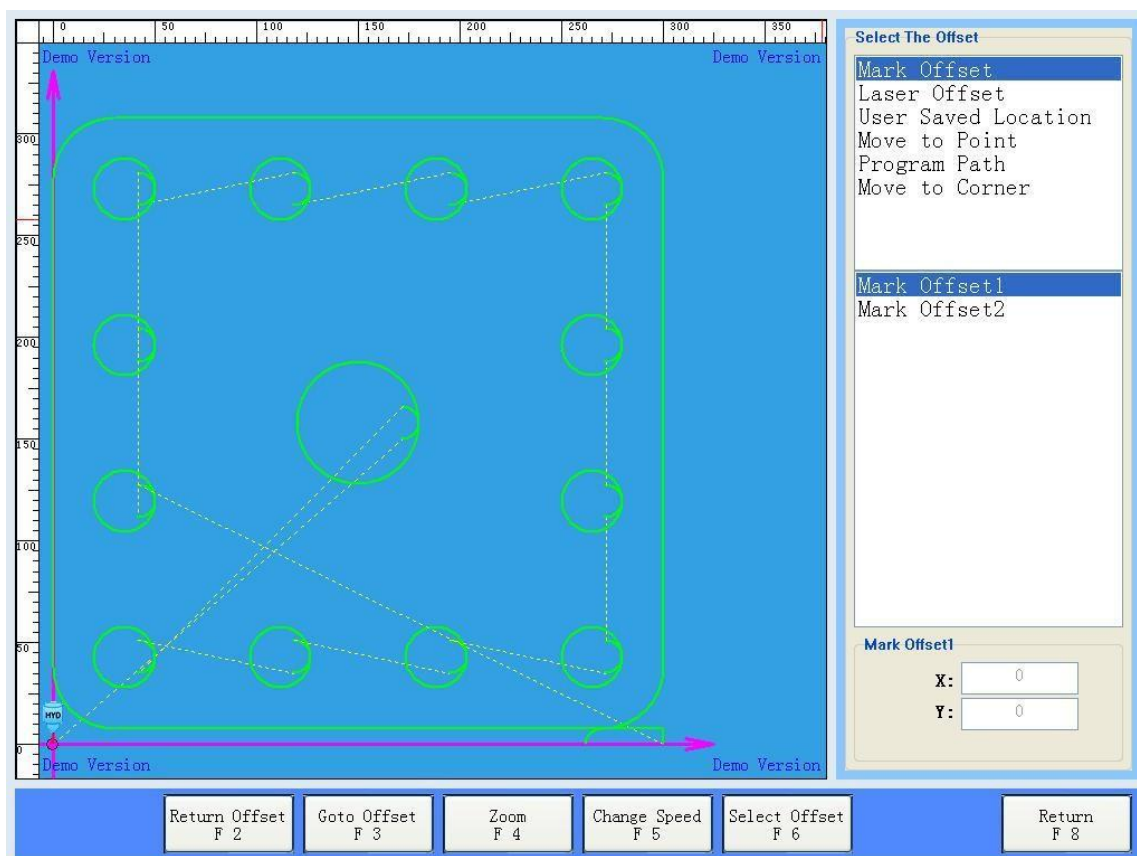 0 50 100 150 200 250 300 350
Demo Version Demo Version
300
250
200
150
100
50
0
HYD
Demo Version Demo Version
Select The Offset
Mark Offset
Laser Offset
User Saved Location
Move to Point
Program Path
Move to Corner
Mark Offset1
Mark Offset2
Mark Offset1
X: 0
Y: 0
Return Offset
F 2
Goto Offset
F 3
Zoom
F 4
Change Speed
F 5
Select Offset
F 6
Return
F 8